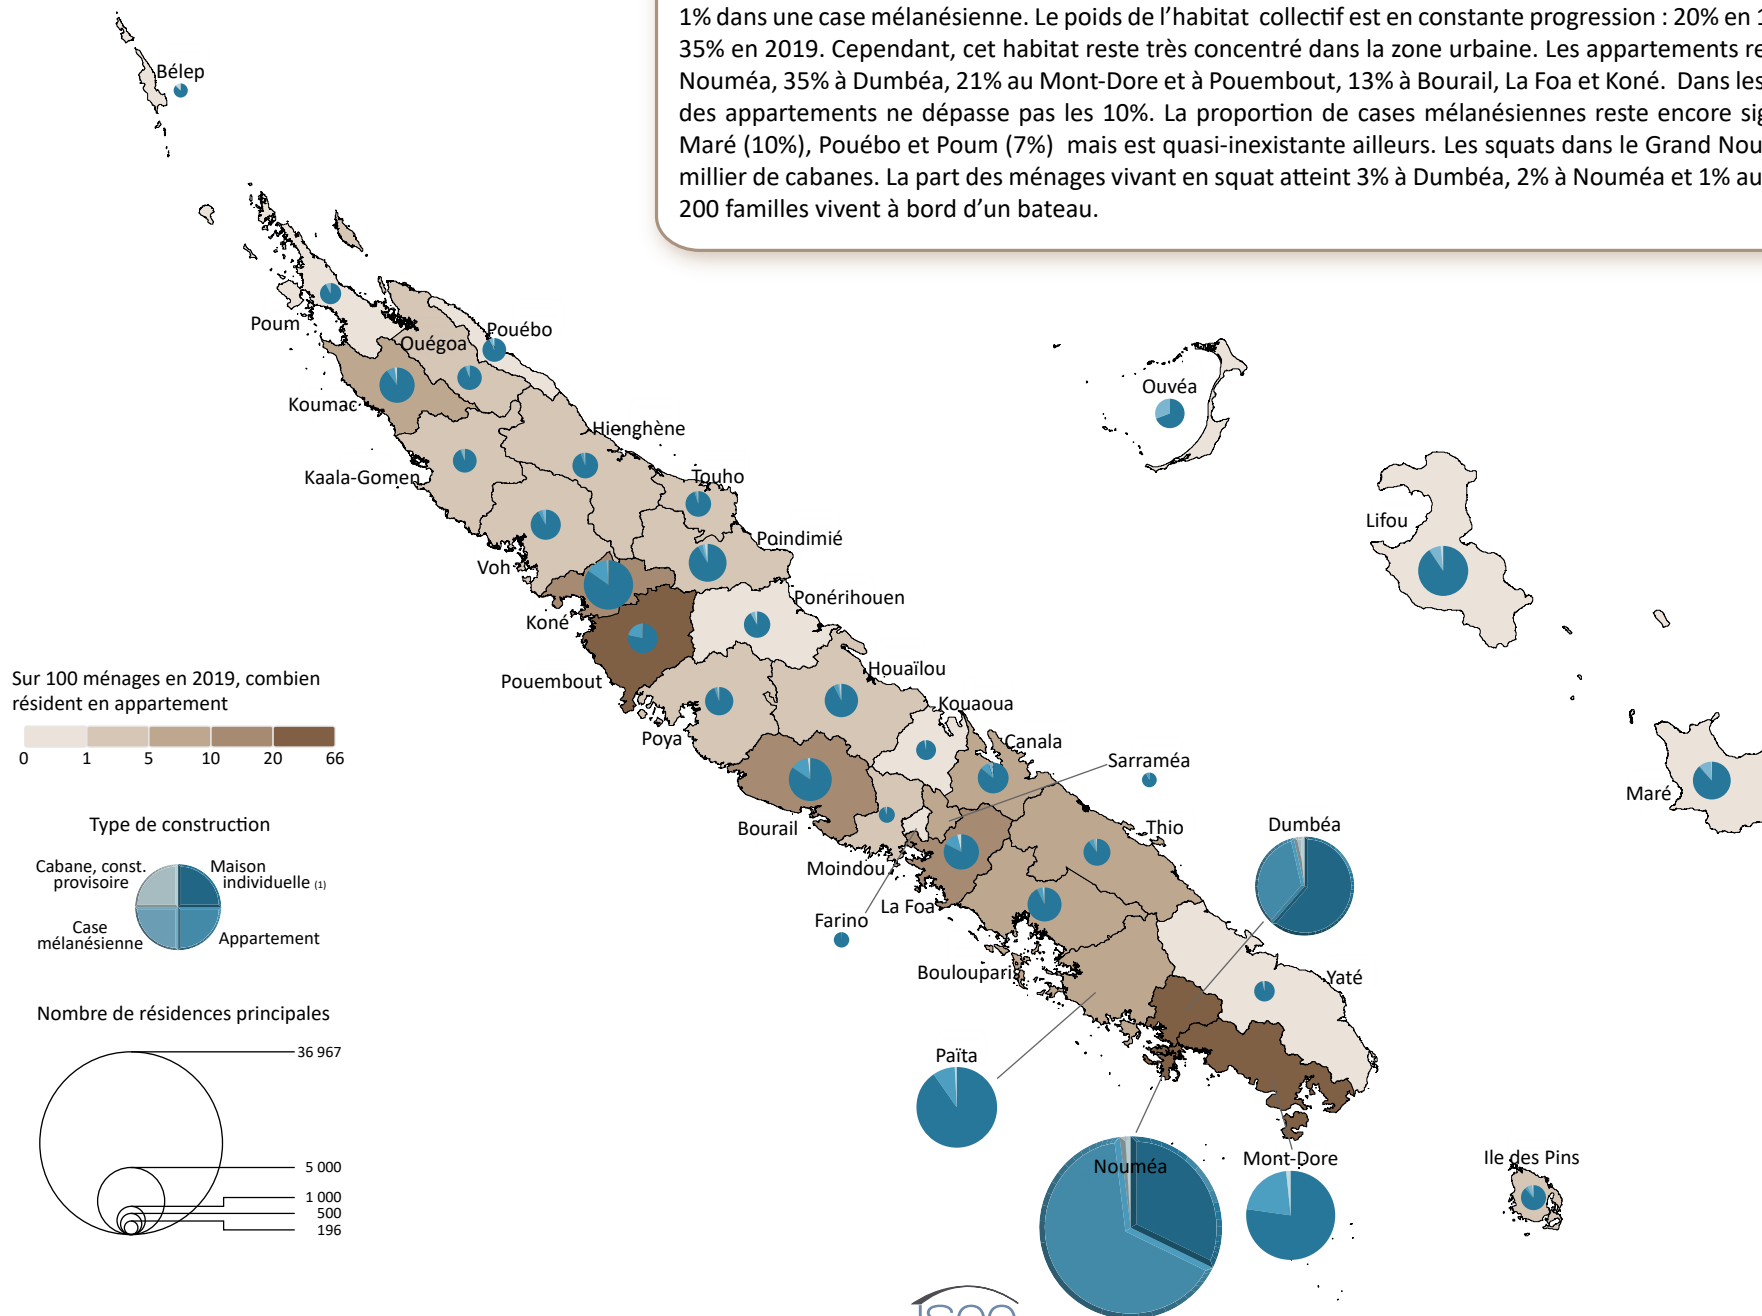 1% dans une case mélanésienne. Le poids de l'habitat collectif est en constante progression : 20% en
35% en 2019. Cependant, cet habitat reste très concentré dans la zone urbaine. Les appartements
Nouméa, 35% à Dumbéa, 21% au Mont-Dore et à Pouembout, 13% à Bourail, La Foa et Koné. Dans les
des appartements ne dépasse pas les 10%. La proportion de cases mélanésiennes reste encore
Maré (10%), Pouébo et Poum (7%) mais est quasi-inexistante ailleurs. Les squats dans le Grand
millier de cabanes. La part des ménages vivant en squat atteint 3% à Dumbéa, 2% à Nouméa et 1% au
200 familles vivent à bord d'un bateau.
Bélep
Poum
Pouébo
Ouégoa
Koumac
Hienghène
Kaala-Gomen
Touho
Voh
Poindimié
Koné
Ponérihouen
Pouembout
Houaïlou
Poya
Kouaoua
Canala
Sarraméa
Bourail
Thio
Moindou
Dumbéa
La Foa
Farino
Boulouparis
Yaté
Païta
Nouméa
Mont-Dore
Ile des Pins
Ouvéa
Lifou
Maré
Sur 100 ménages en 2019, combien
résident en appartement
0 1 5 10 20 66
Type de construction
Cabane, const.
provisoire
Maison
individuelle (1)
Case
mélanésienne
Appartement
Nombre de résidences principales
36 967
5 000
1 000
500
196